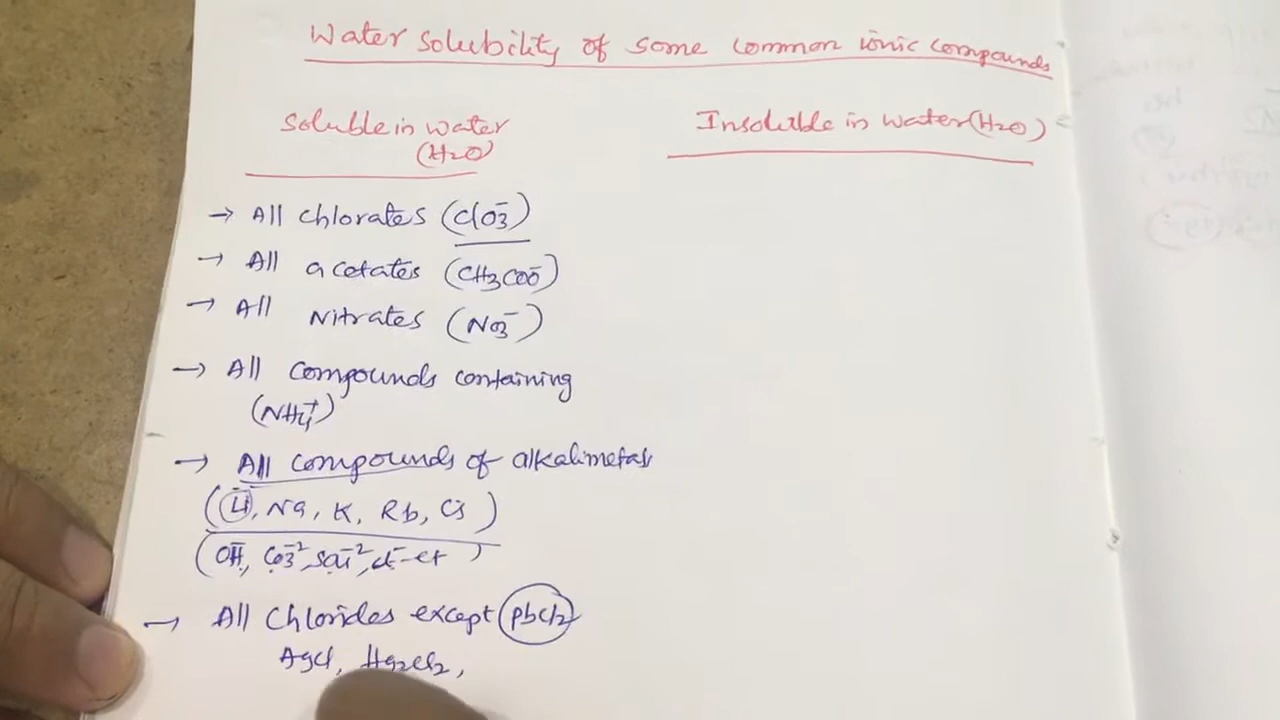 Water solubility of some common ionic compounds
Soluble in water
(H2O)
Insoluble in water (H2O)
→ All chlorates (ClO3⁻)
→ All acetates (CH3COO⁻)
→ All Nitrates (NO3⁻)
→ All compounds containing
(NH4⁺)
→ All compounds of alkalimetals
(Li, Na, K, Rb, Cs)
(OH⁻, CO3⁻², SO4⁻², Cl⁻ et)
→ All Chlorides except PbCl2
AgCl, Hg2Cl2,